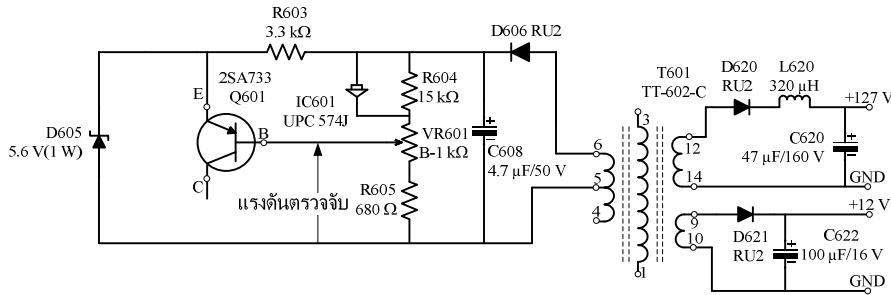 R603
3.3 kΩ
D606 RU2
2SA733
Q601
E
B
C
IC601
UPC 574J
R604
15 kΩ
VR601
B-1 kΩ
R605
680 Ω
C608
4.7 µF/50 V
D605
5.6 V(1 W)
แรงดันตรวจจับ
T601
TT-602-C
3
1
6
5
4
12
14
9
10
D620
RU2
L620
320 µH
+127 V
C620
47 µF/160 V
GND
+12 V
D621
RU2
C622
100 µF/16 V
GND